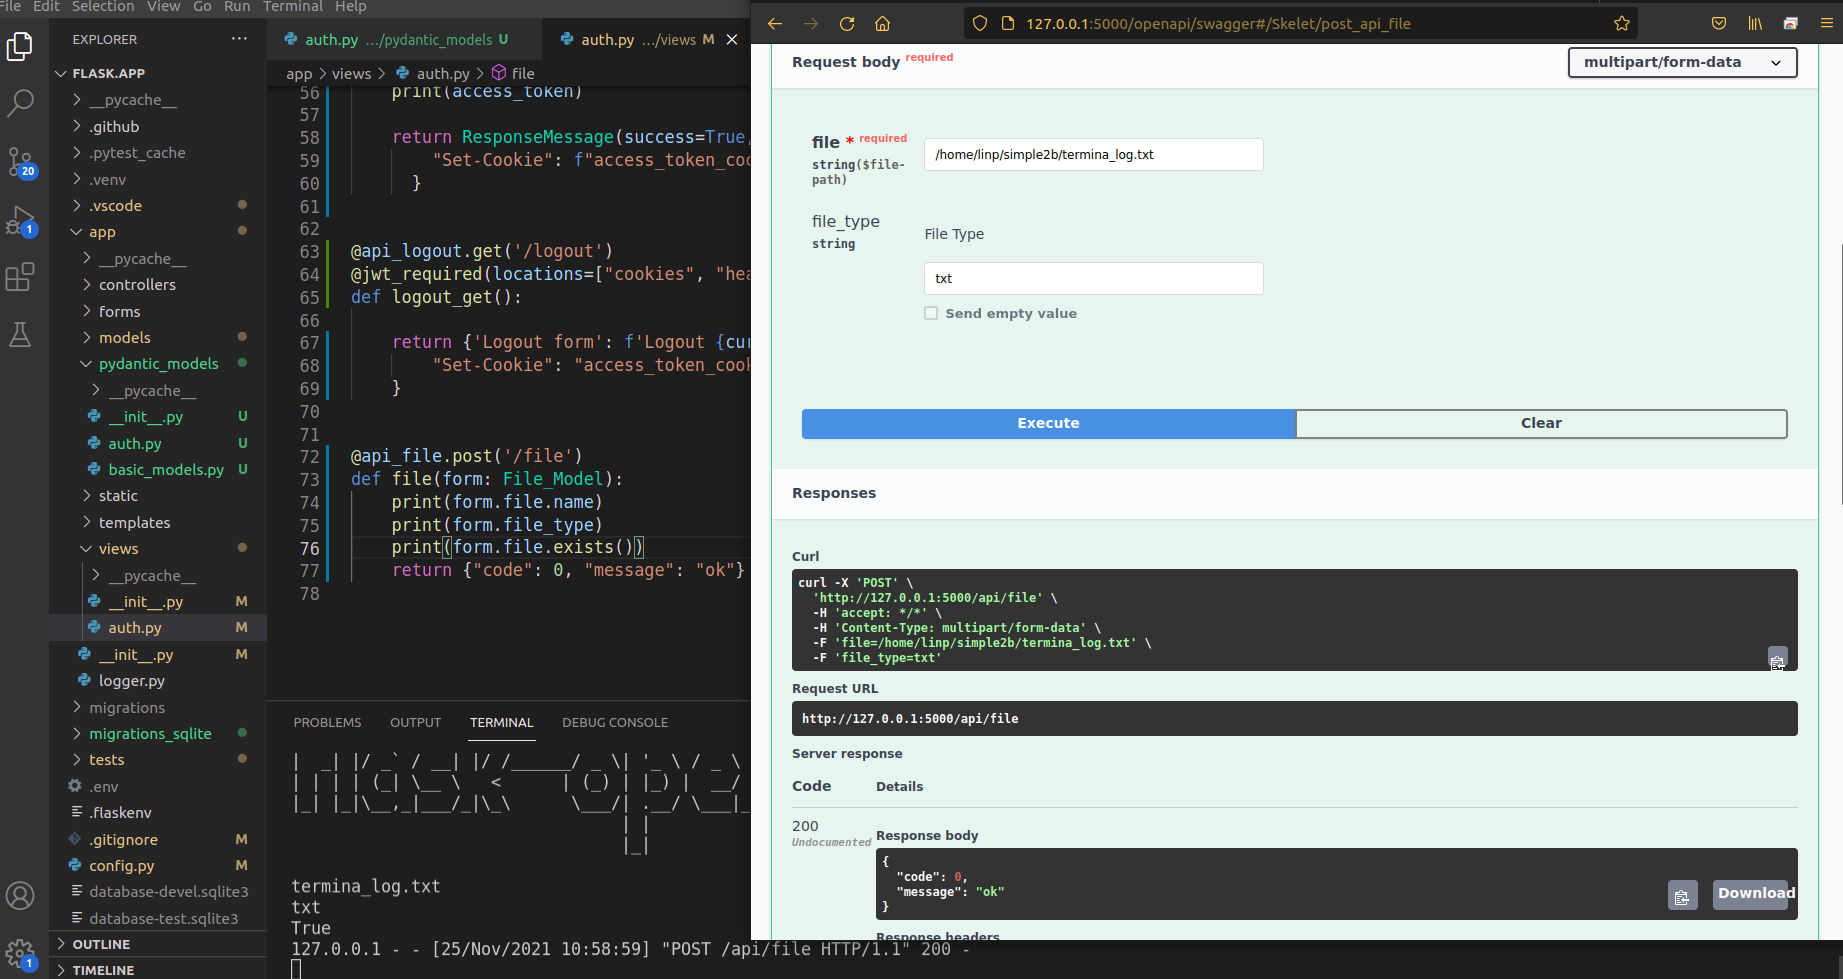 File Edit Selection View Go Run Terminal Help
EXPLORER
FLASK.APP
__pycache__
.github
.pytest_cache
.venv
.vscode
app
__pycache__
controllers
forms
models
pydantic_models
__pycache__
__init__.py U
auth.py U
basic_models.py U
static
templates
views
__pycache__
__init__.py M
auth.py M
__init__.py M
logger.py
migrations
migrations_sqlite
tests
.env
.flaskenv
.gitignore M
config.py M
database-devel.sqlite3
database-test.sqlite3
OUTLINE
TIMELINE
20
1
1
auth.py .../pydantic_models U
auth.py .../views M
app > views > auth.py > file
56 print(access_token)
57
58 return ResponseMessage(success=True,
59 "Set-Cookie": f"access_token_coo
60 }
61
62
63 @api_logout.get('/logout')
64 @jwt_required(locations=["cookies", "hea
65 def logout_get():
66
67 return {'Logout form': f'Logout {cur
68 "Set-Cookie": "access_token_cook
69 }
70
71
72 @api_file.post('/file')
73 def file(form: File_Model):
74 print(form.file.name)
75 print(form.file_type)
76 print(form.file.exists())
77 return {"code": 0, "message": "ok"}
78
PROBLEMS OUTPUT TERMINAL DEBUG CONSOLE
termina_log.txt
txt
True
127.0.0.1 - - [25/Nov/2021 10:58:59] "POST /api/file HTTP/1.1" 200 -
127.0.0.1:5000/openapi/swagger#/Skelet/post_api_file
Request body required
multipart/form-data
file * required
string($file-
path)
/home/linp/simple2b/termina_log.txt
file_type
string
File Type
txt
Send empty value
Execute
Clear
Responses
Curl
curl -X 'POST' \
'http://127.0.0.1:5000/api/file' \
-H 'accept: */*' \
-H 'Content-Type: multipart/form-data' \
-F 'file=/home/linp/simple2b/termina_log.txt' \
-F 'file_type=txt'
Request URL
http://127.0.0.1:5000/api/file
Server response
Code Details
200
Undocumented
Response body
{
"code": 0,
"message": "ok"
}
Download
Response headers